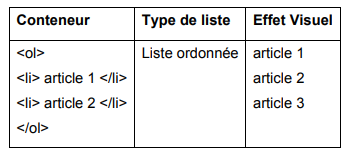 Conteneur Type de liste Effet Visuel
<ol> Liste ordonnée article 1
<li> article 1 </li> article 2
<li> article 2 </li> article 3
</ol>